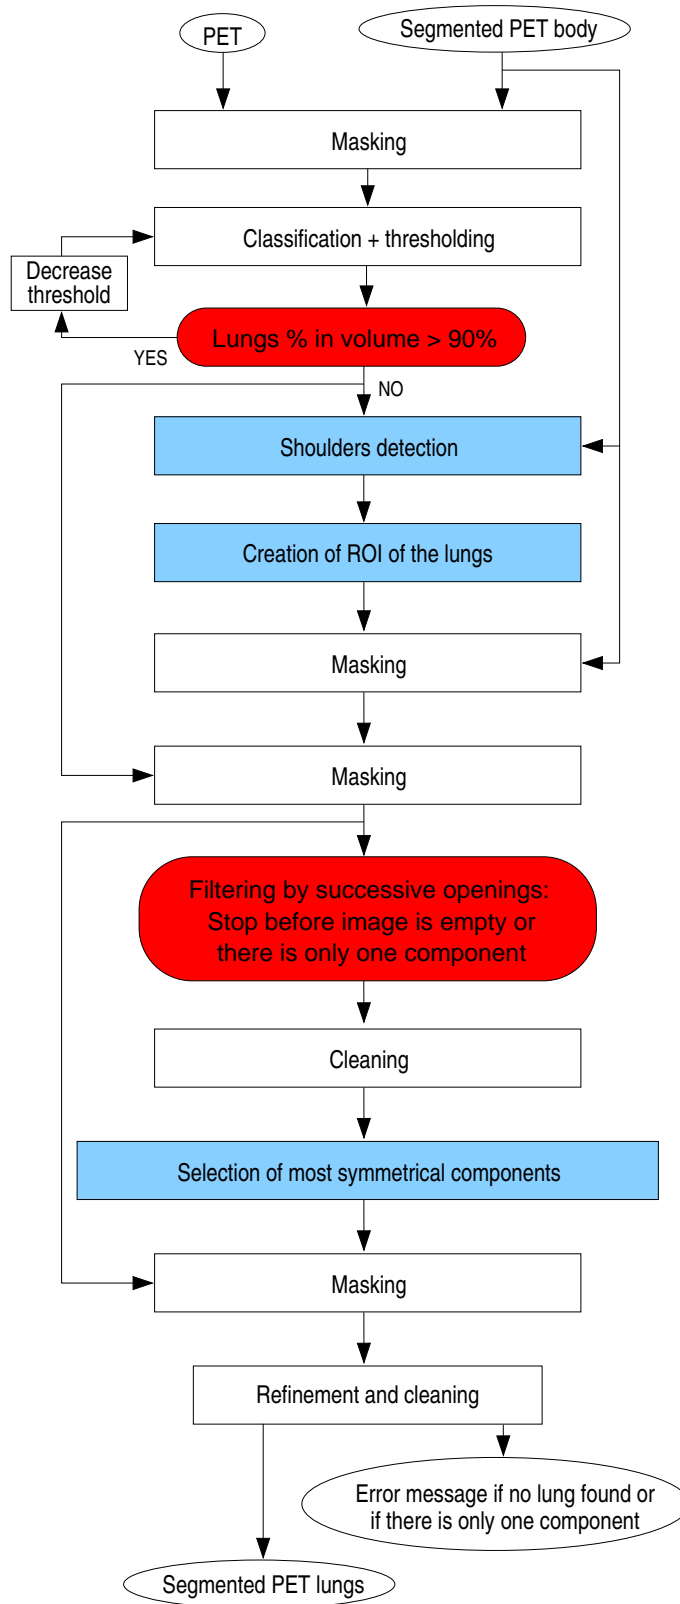 PET
Segmented PET body
Masking
Classification + thresholding
Decrease
threshold
Lungs % in volume > 90%
YES
NO
Shoulders detection
Creation of ROI of the lungs
Masking
Masking
Filtering by successive openings:
Stop before image is empty or
there is only one component
Cleaning
Selection of most symmetrical components
Masking
Refinement and cleaning
Error message if no lung found or
if there is only one component
Segmented PET lungs